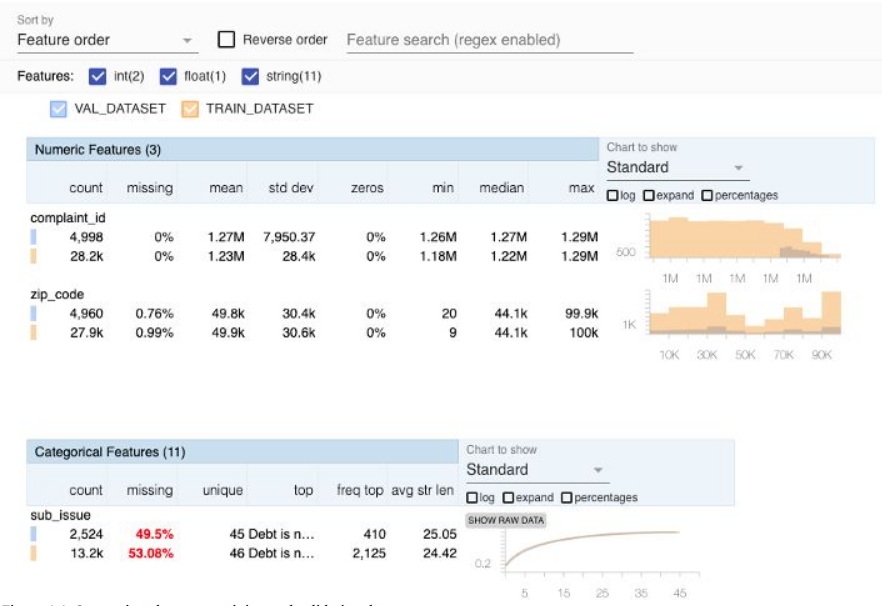 Sort by
Feature order
Reverse order
Feature search (regex enabled)
Features: int(2) float(1) string(11)
VAL_DATASET TRAIN_DATASET
Numeric Features (3)
Chart to show
Standard
count missing mean std dev zeros min median max
log expand percentages
complaint_id
4,998 0% 1.27M 7,950.37 0% 1.26M 1.27M 1.29M
28.2k 0% 1.23M 28.4k 0% 1.18M 1.22M 1.29M
500
1M 1M 1M 1M 1M
zip_code
4,960 0.76% 49.8k 30.4k 0% 20 44.1k 99.9k
27.9k 0.99% 49.9k 30.6k 0% 9 44.1k 100k
1K
10K 30K 50K 70K 90K
Categorical Features (11)
Chart to show
Standard
count missing unique top freq top avg str len
log expand percentages
sub_issue
SHOW RAW DATA
2,524 49.5% 45 Debt is n... 410 25.05
13.2k 53.08% 46 Debt is n... 2,125 24.42
0.2
5 15 25 35 45